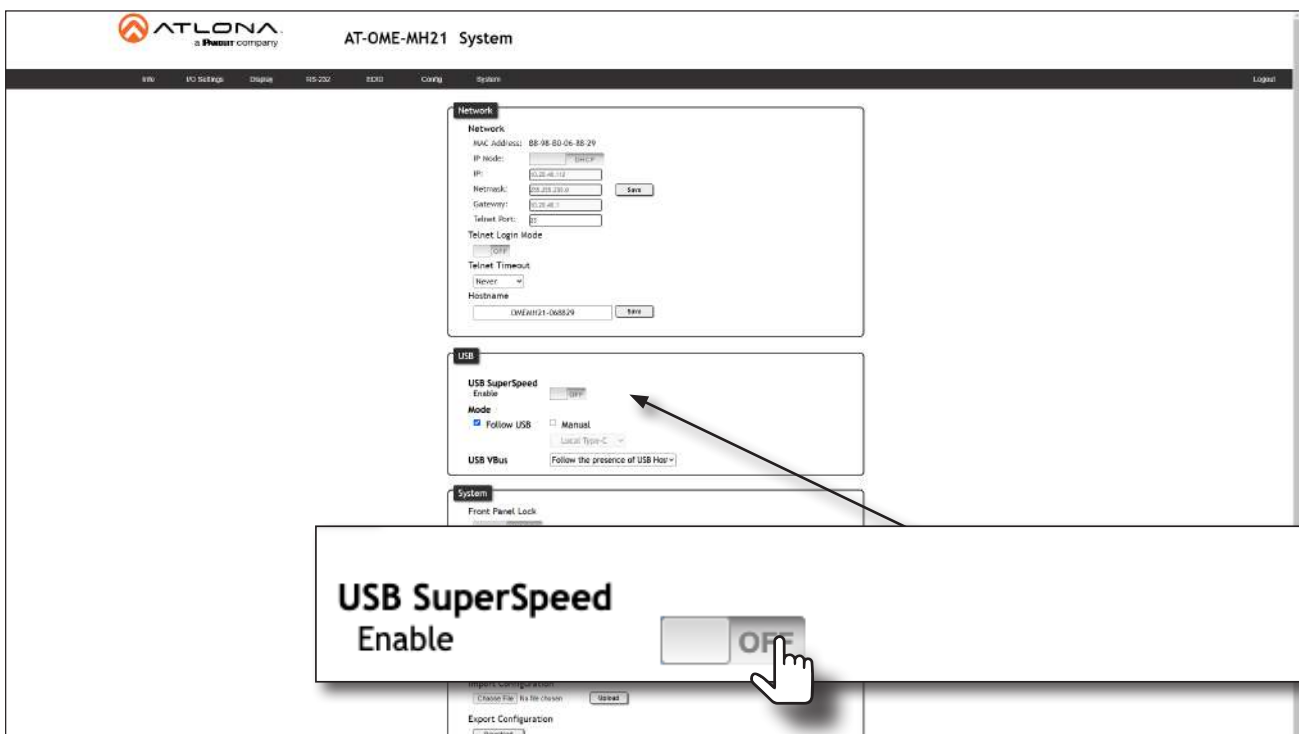 ATLONA.
a PANDUIT company
AT-OME-MH21 System
Info I/O Settings Display RS-232 EDID Config System Logout
Network
Network
MAC Address: B8-98-B0-06-88-29
IP Mode: DHCP
IP:
Netmask: Save
Gateway:
Telnet Port:
Telnet Login Mode
OFF
Telnet Timeout
Never
Hostname
OMEMH21-068829 Save
USB
USB SuperSpeed
Enable OFF
Mode
Follow USB Manual
Local Type-C
USB VBus Follow the presence of USB Hos
System
Front Panel Lock
USB SuperSpeed
Enable OFF
Import Configuration
Choose File No file chosen Upload
Export Configuration